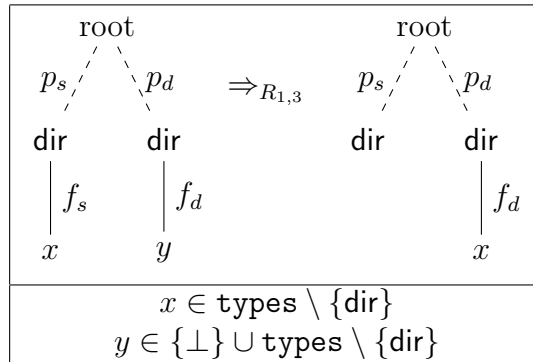 root root
p_s p_d ⇒_{R_{1,3}} p_s p_d
dir dir dir dir
f_s f_d f_d
x y x
x ∈ types \ {dir}
y ∈ {⊥} ∪ types \ {dir}